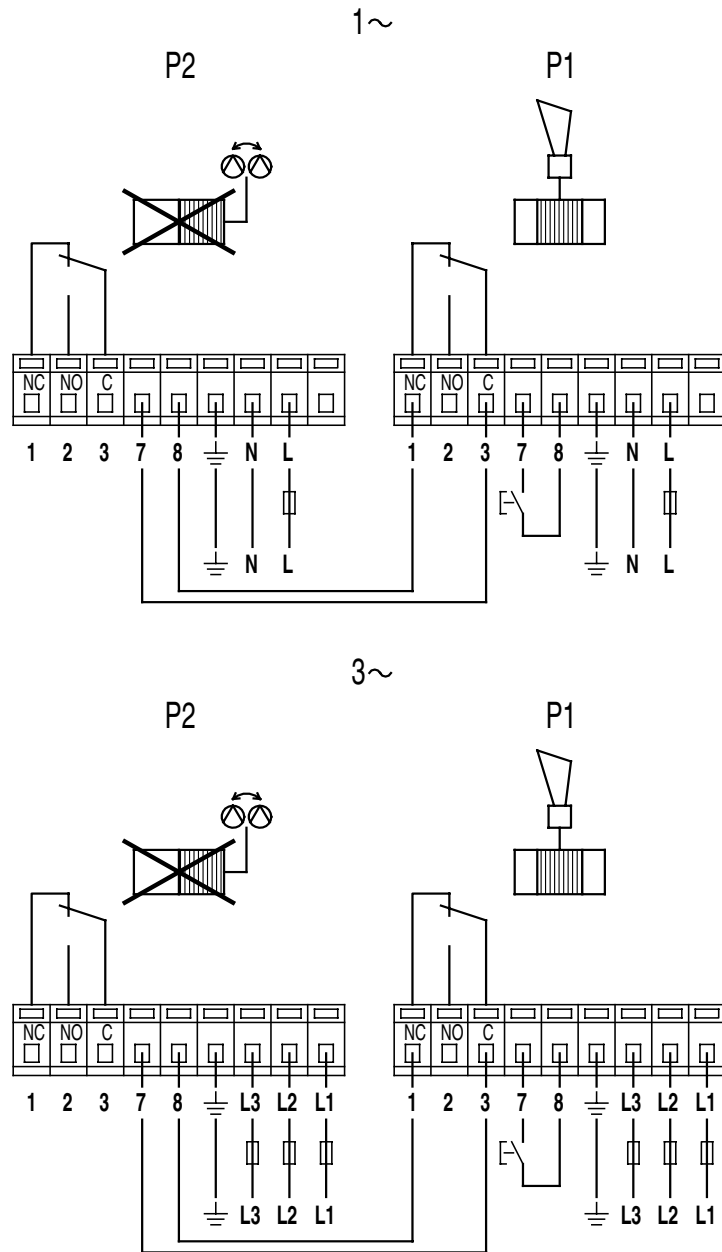 1~
P2 P1
NC NO C NC NO C
1 2 3 7 8 N L 1 2 3 7 8 N L
N L N L
3~
P2 P1
NC NO C NC NO C
1 2 3 7 8 L3 L2 L1 1 2 3 7 8 L3 L2 L1
L3 L2 L1 L3 L2 L1